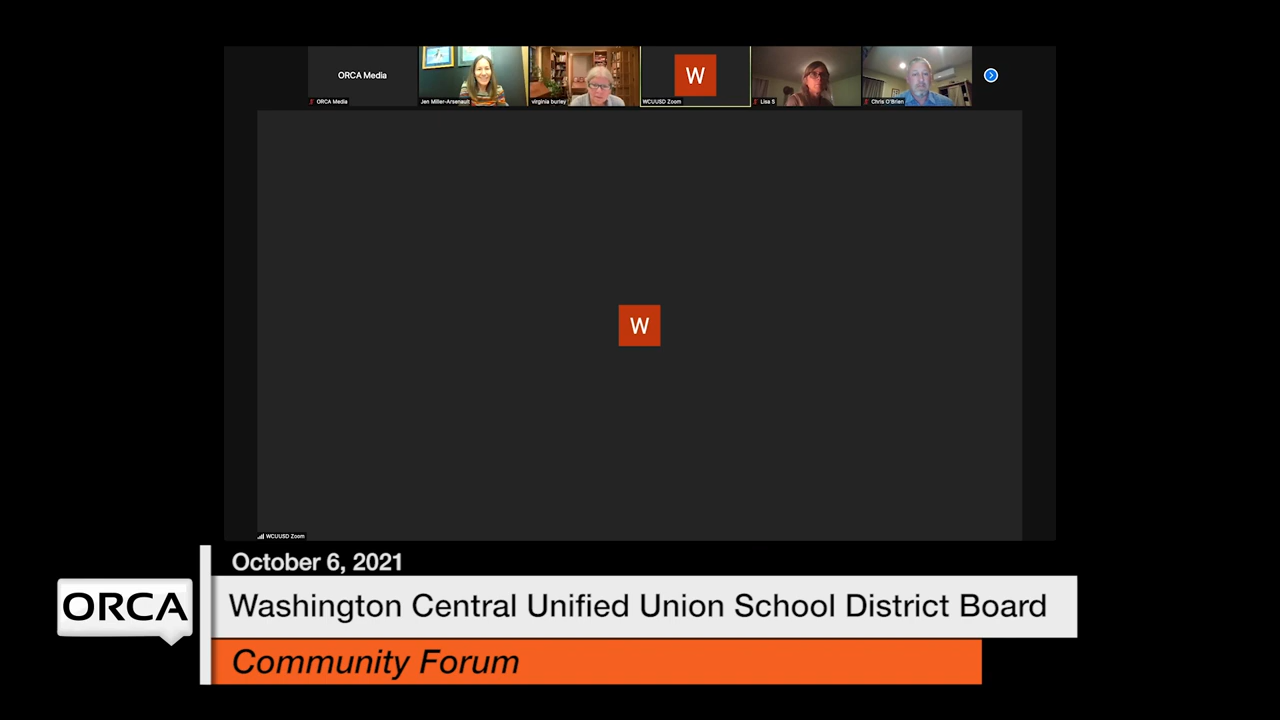 ORCA Media
W
ORCA Media
Jen Miller-Arsenault
virginia burley
WCUUSD Zoom
Lisa S
Chris O'Brien
W
WCUUSD Zoom
October 6, 2021
ORCA
Washington Central Unified Union School District Board
Community Forum